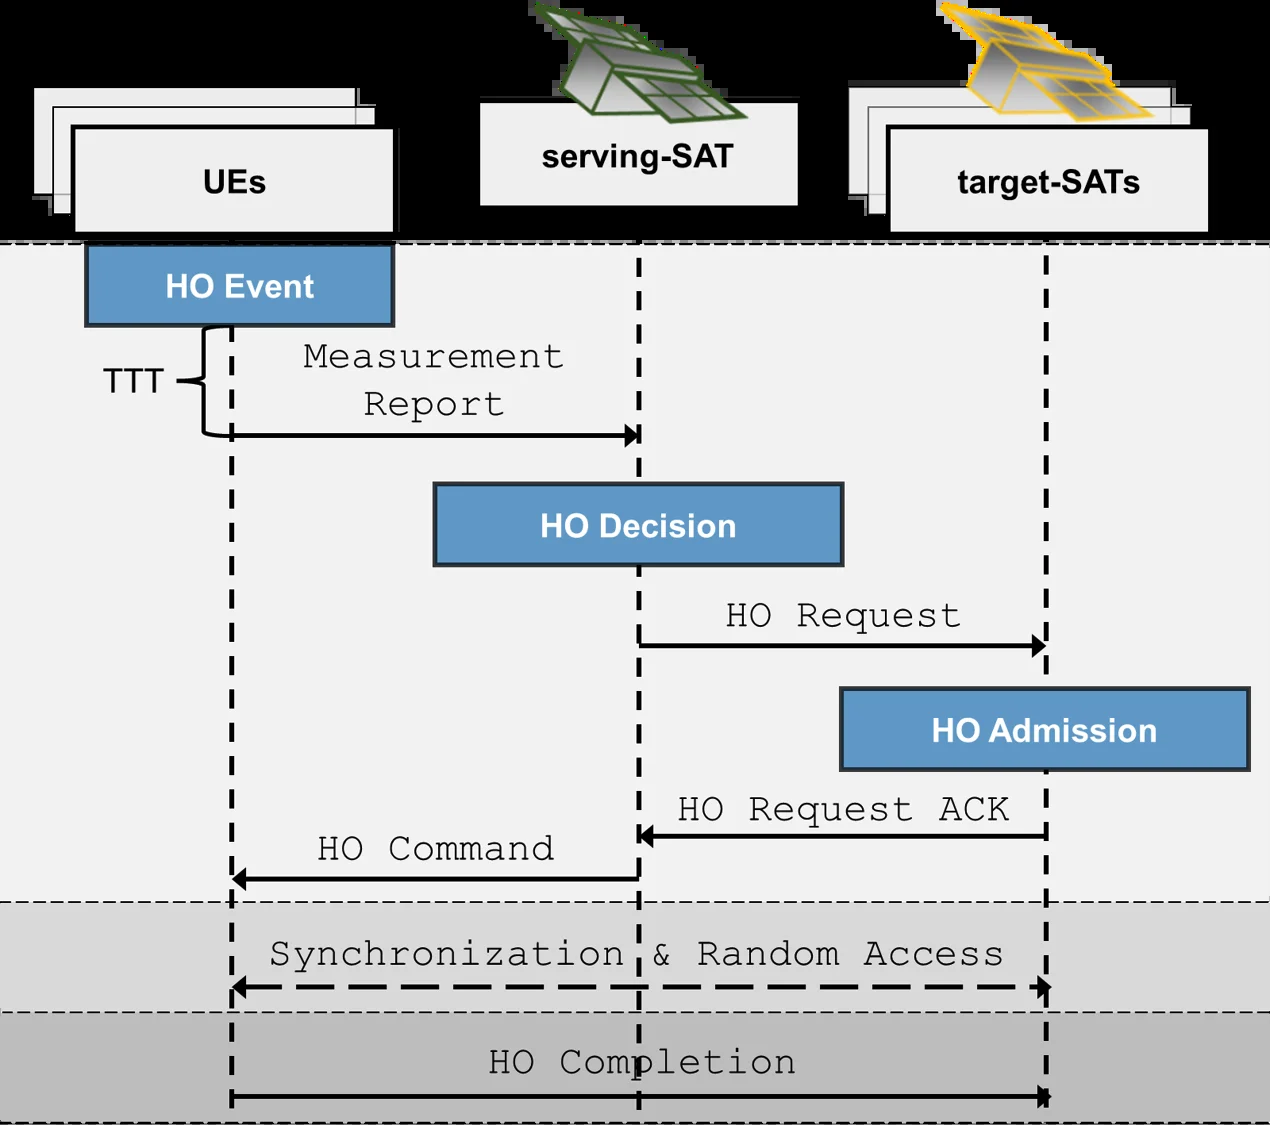 UEs
serving-SAT
target-SATs
HO Event
TTT
Measurement
Report
HO Decision
HO Request
HO Admission
HO Request ACK
HO Command
Synchronization & Random Access
HO Completion